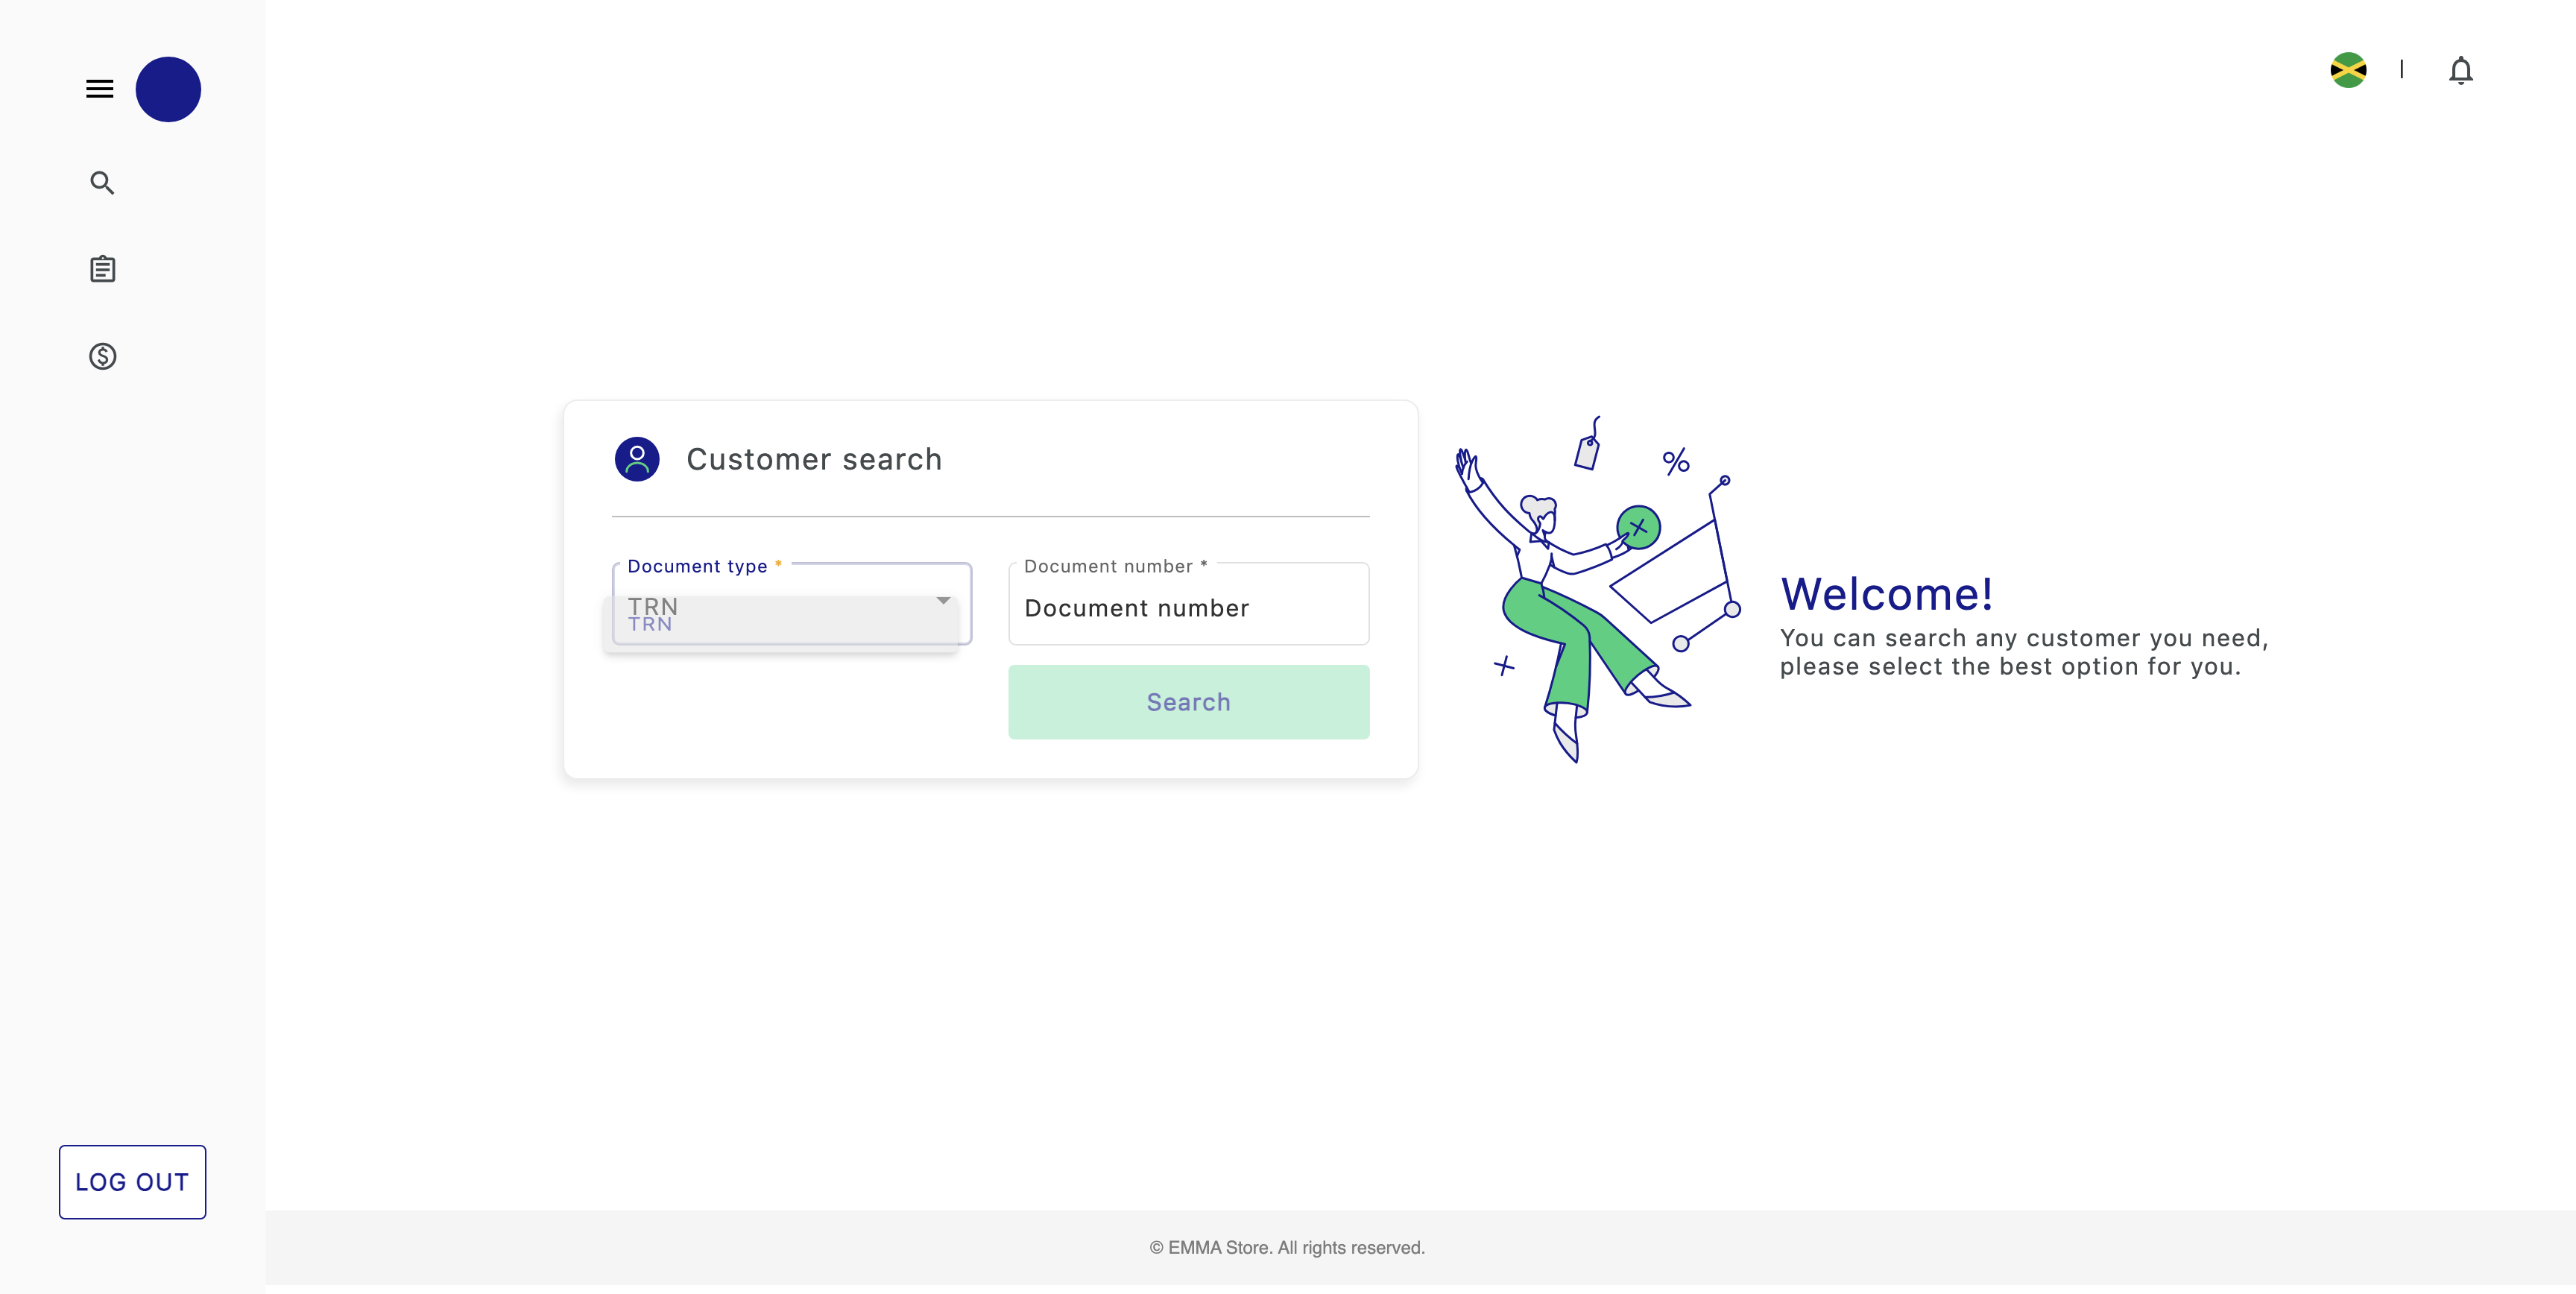 Customer search
Document type *
TRN
TRN
Document number *
Document number
Search
Welcome!
You can search any customer you need,
please select the best option for you.
LOG OUT
© EMMA Store. All rights reserved.